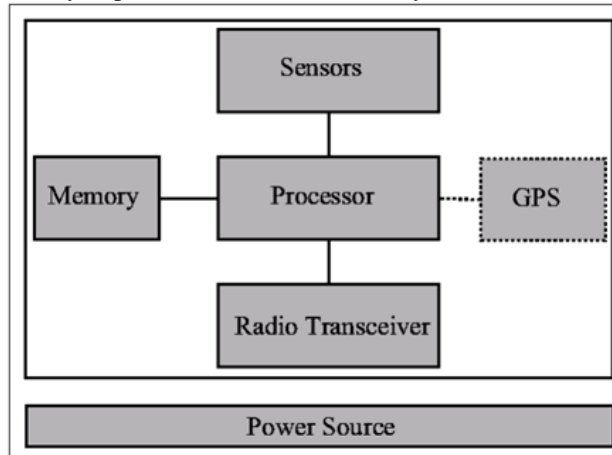 Sensors
Memory
Processor
GPS
Radio Transceiver
Power Source